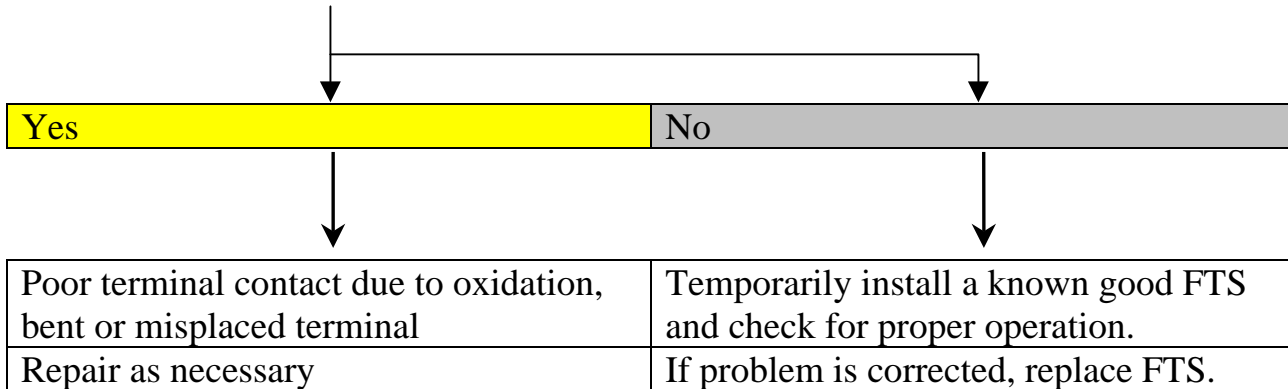 Yes
No
Poor terminal contact due to oxidation,
bent or misplaced terminal
Temporarily install a known good FTS
and check for proper operation.
Repair as necessary
If problem is corrected, replace FTS.